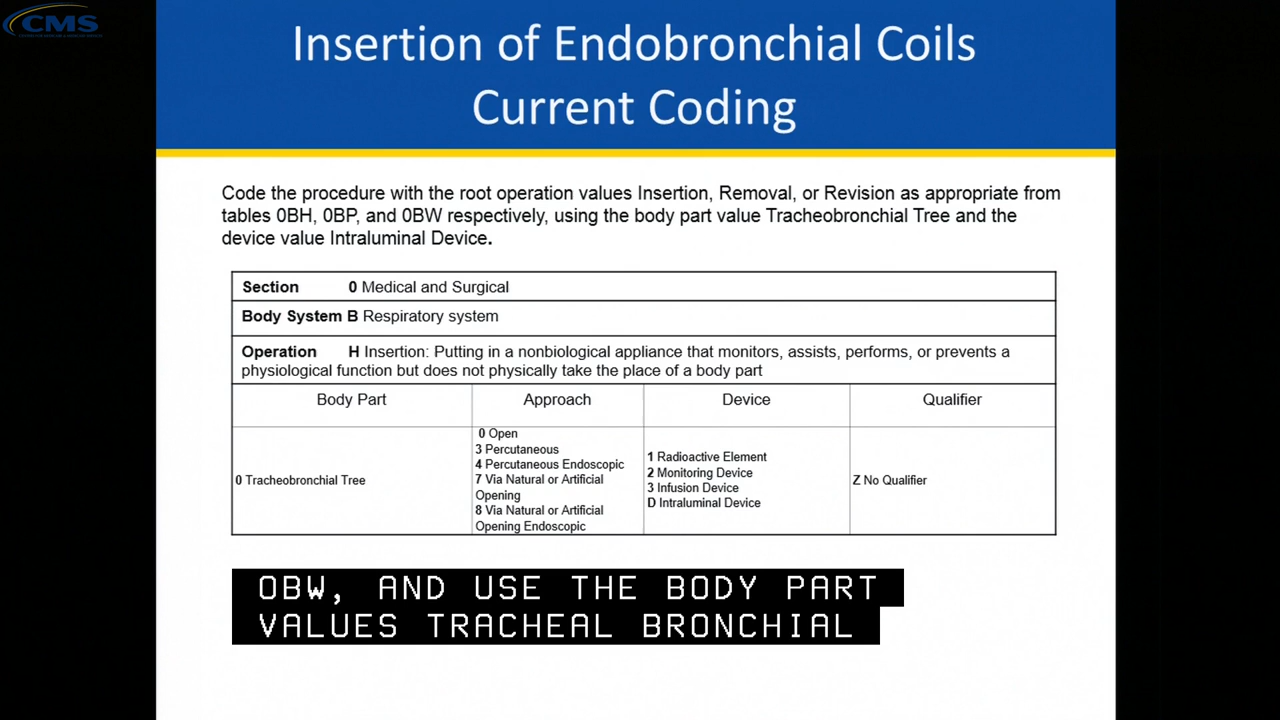 CMS
Insertion of Endobronchial Coils
Current Coding
Code the procedure with the root operation values Insertion, Removal, or Revision as appropriate from
tables 0BH, 0BP, and 0BW respectively, using the body part value Tracheobronchial Tree and the
device value Intraluminal Device.
Section 0 Medical and Surgical
Body System B Respiratory system
Operation H Insertion: Putting in a nonbiological appliance that monitors, assists, performs, or prevents a
physiological function but does not physically take the place of a body part
Body Part Approach Device Qualifier
0 Tracheobronchial Tree
0 Open
3 Percutaneous
4 Percutaneous Endoscopic
7 Via Natural or Artificial
Opening
8 Via Natural or Artificial
Opening Endoscopic
1 Radioactive Element
2 Monitoring Device
3 Infusion Device
D Intraluminal Device
Z No Qualifier
OBW, AND USE THE BODY PART
VALUES TRACHEAL BRONCHIAL